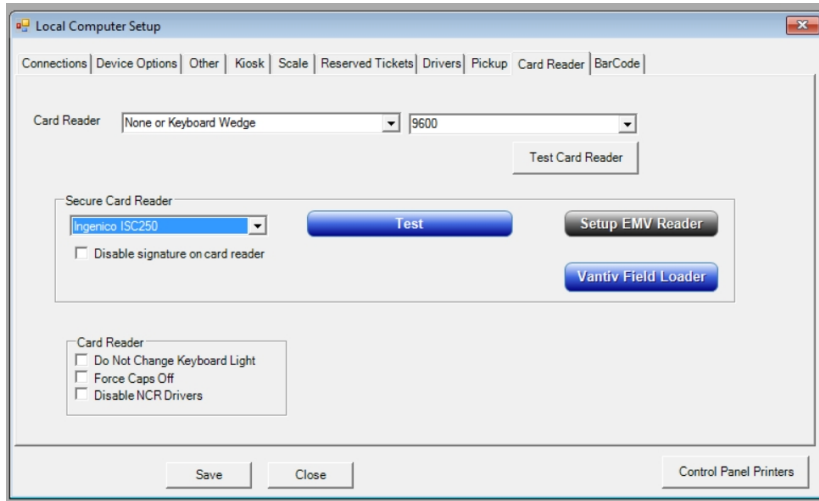 Local Computer Setup
Connections Device Options Other Kiosk Scale Reserved Tickets Drivers Pickup Card Reader BarCode
Card Reader None or Keyboard Wedge 9600
Test Card Reader
Secure Card Reader
Ingenico ISC250 Test Setup EMV Reader
Disable signature on card reader
Vantiv Field Loader
Card Reader
Do Not Change Keyboard Light
Force Caps Off
Disable NCR Drivers
Save Close Control Panel Printers